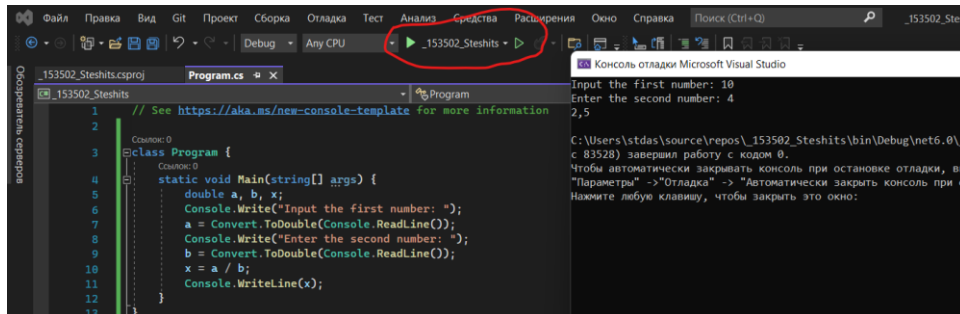 Файл Правка Вид Git Проект Сборка Отладка Тест Анализ Средства Расширения Окно Справка Поиск (Ctrl+Q) _153502_Ste
Debug Any CPU _153502_Steshits
Обозреватель серверов
_153502_Steshits.csproj Program.cs
_153502_Steshits Program
1 // See https://aka.ms/new-console-template for more information
2
Ссылок: 0
3 class Program {
Ссылок: 0
4 static void Main(string[] args) {
5 double a, b, x;
6 Console.Write("Input the first number: ");
7 a = Convert.ToDouble(Console.ReadLine());
8 Console.Write("Enter the second number: ");
9 b = Convert.ToDouble(Console.ReadLine());
10 x = a / b;
11 Console.WriteLine(x);
12 }
13 }
Консоль отладки Microsoft Visual Studio
Input the first number: 10
Enter the second number: 4
2,5
C:\Users\stdas\source\repos\_153502_Steshits\bin\Debug\net6.0\
с 83528) завершил работу с кодом 0.
Чтобы автоматически закрывать консоль при остановке отладки, в
"Параметры" ->"Отладка" -> "Автоматически закрыть консоль при
Нажмите любую клавишу, чтобы закрыть это окно: